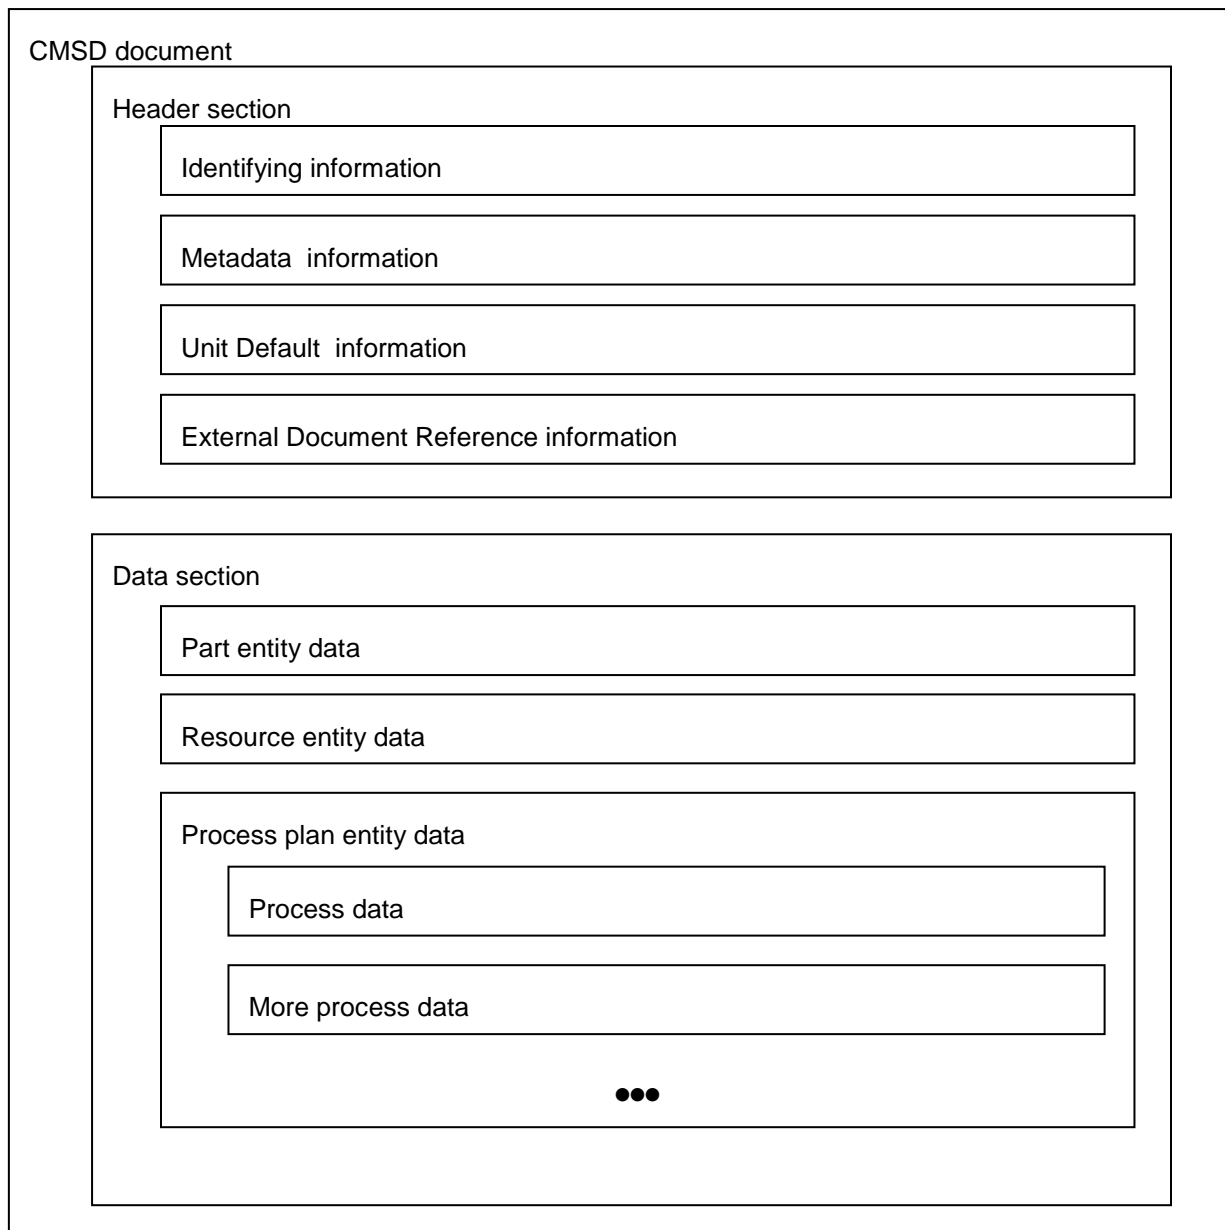 CMSD document
Header section
Identifying information
Metadata  information
Unit Default  information
External Document Reference information
Data section
Part entity data
Resource entity data
Process plan entity data
Process data
More process data
●●●